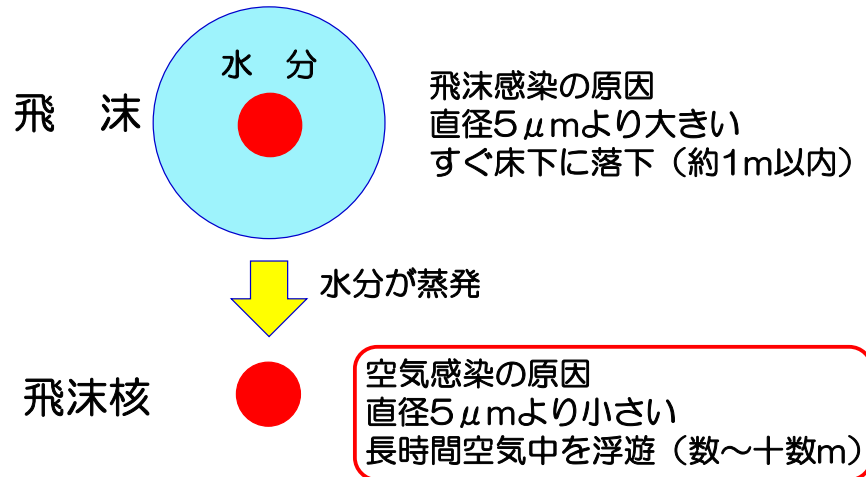 水　分
飛　沫
飛沫感染の原因
直径5μmより大きい
すぐ床下に落下（約1m以内）
水分が蒸発
飛沫核
空気感染の原因
直径5μmより小さい
長時間空気中を浮遊（数～十数m）